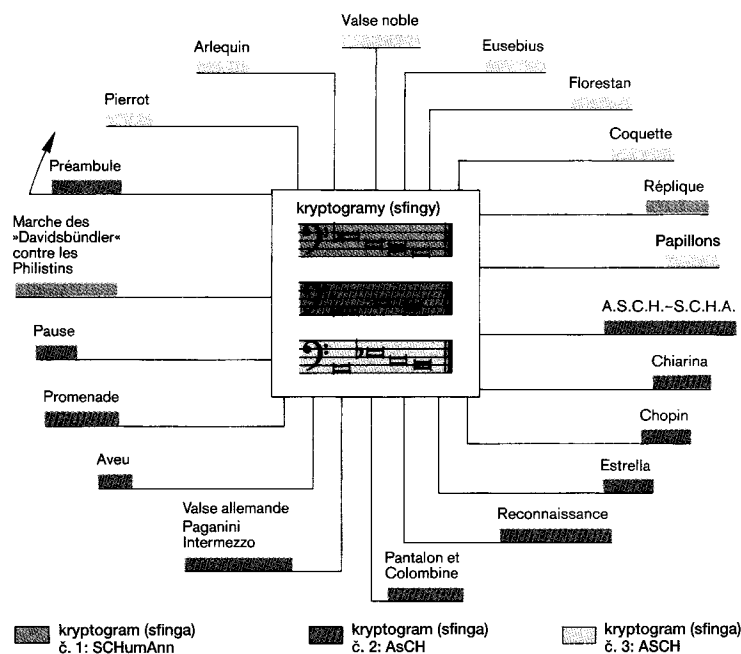 Valse noble
Arlequin
Eusebius
Pierrot
Florestan
Coquette
Préambule
Réplique
kryptogramy (sfingy)
Marche des
»Davidsbündler«
contre les
Philistins
Papillons
A.S.C.H.–S.C.H.A.
Pause
Chiarina
Promenade
Chopin
Aveu
Estrella
Valse allemande
Paganini
Intermezzo
Reconnaissance
Pantalon et
Colombine
kryptogram (sfinga)
č. 1: SCHumAnn
kryptogram (sfinga)
č. 2: AsCH
kryptogram (sfinga)
č. 3: ASCH